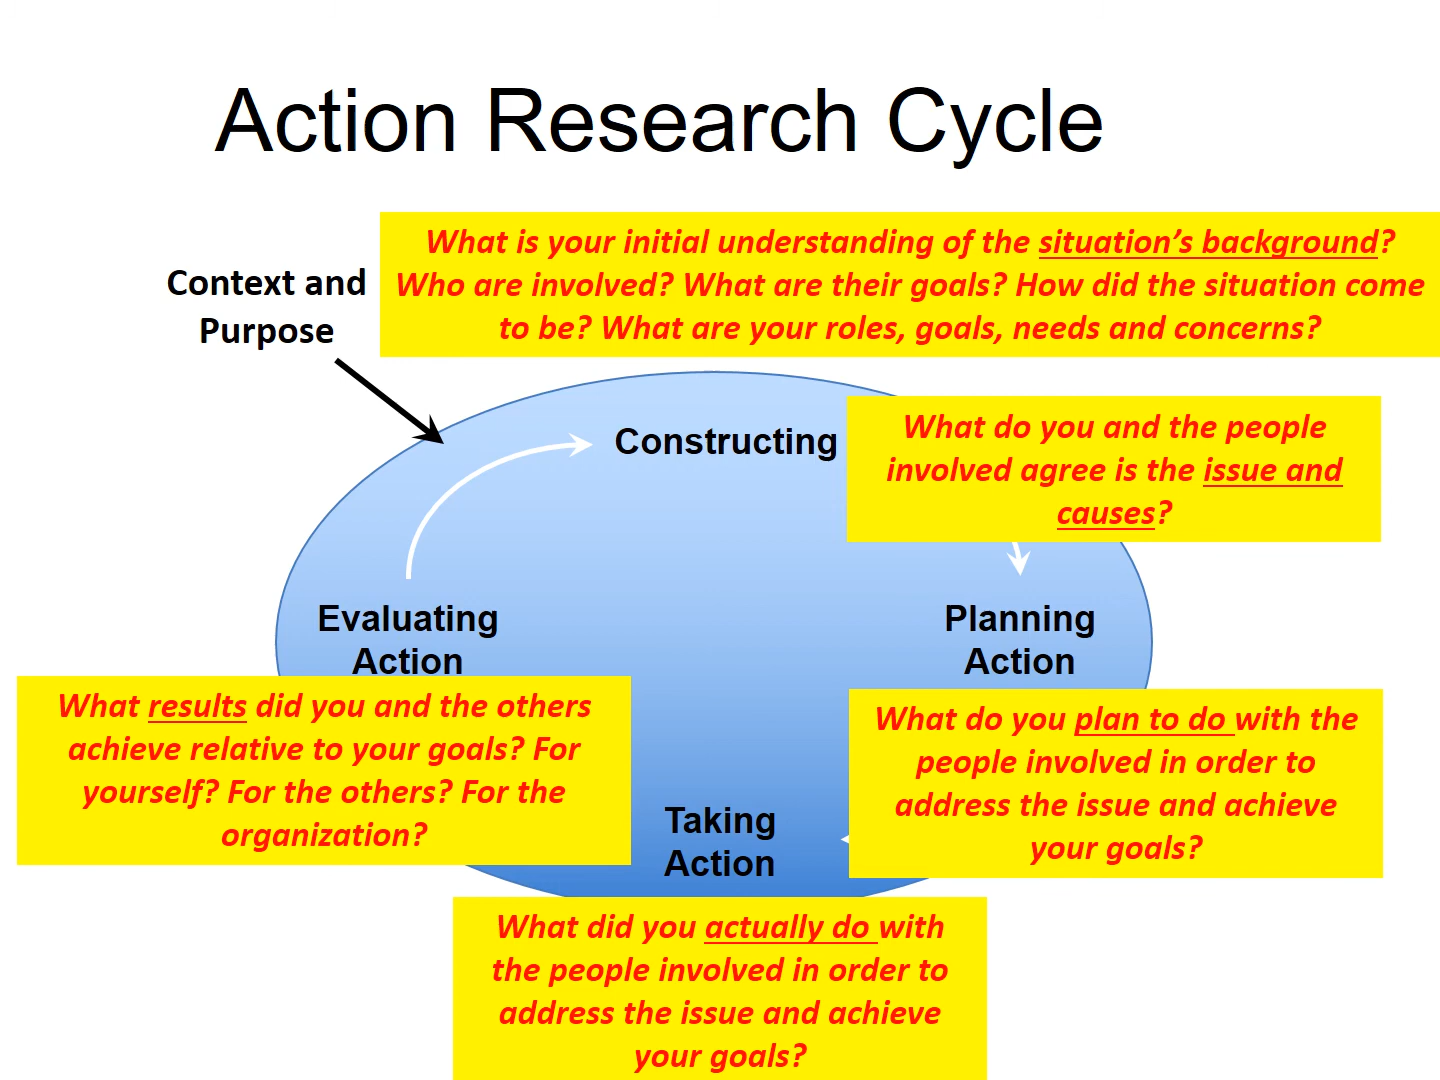 Action Research Cycle
Context and
Purpose
What is your initial understanding of the situation’s background?
Who are involved? What are their goals? How did the situation come
to be? What are your roles, goals, needs and concerns?
Constructing
What do you and the people
involved agree is the issue and
causes?
Evaluating
Action
Planning
Action
What results did you and the others
achieve relative to your goals? For
yourself? For the others? For the
organization?
What do you plan to do with the
people involved in order to
address the issue and achieve
your goals?
Taking
Action
What did you actually do with
the people involved in order to
address the issue and achieve
your goals?